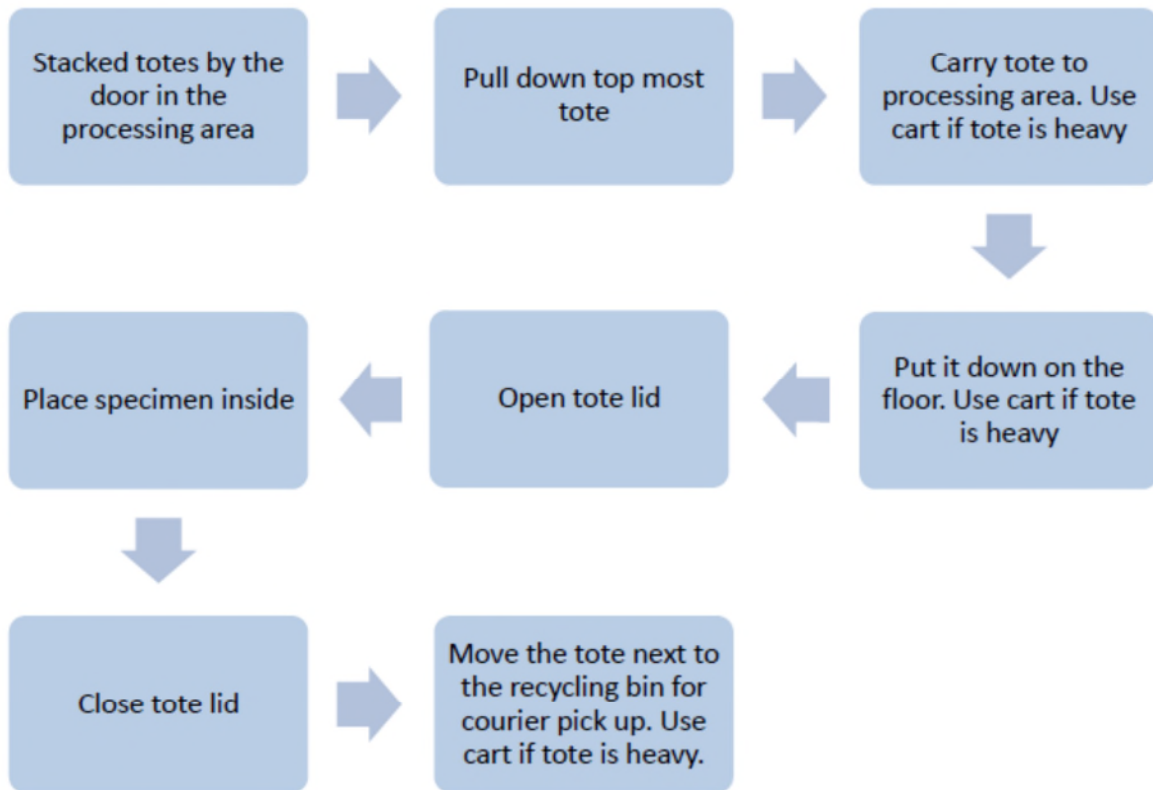 Stacked totes by the
door in the
processing area
Pull down top most
tote
Carry tote to
processing area. Use
cart if tote is heavy
Put it down on the
floor. Use cart if tote
is heavy
Open tote lid
Place specimen inside
Close tote lid
Move the tote next to
the recycling bin for
courier pick up. Use
cart if tote is heavy.